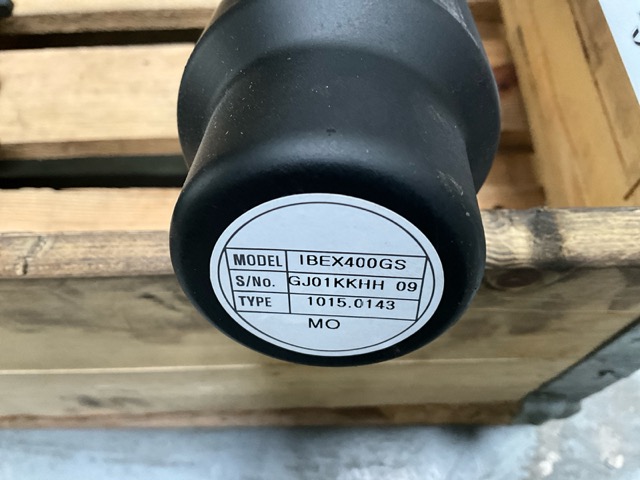 MODEL IBEX400GS
S/No. GJ01KKHH 09
TYPE 1015.0143
MO